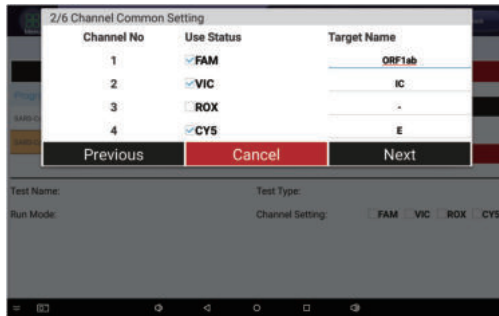 2/6 Channel Common Setting
Channel No Use Status Target Name
1 FAM ORF1ab
2 VIC IC
3 ROX -
4 CY5 E
Previous Cancel Next
Test Name: Test Type:
Run Mode: Channel Setting: FAM VIC ROX CY5